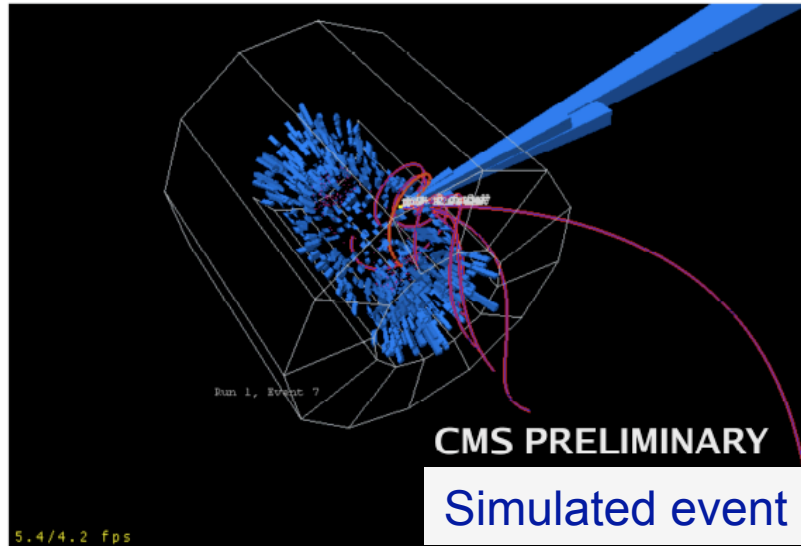 Run 1, Event 7
CMS PRELIMINARY
Simulated event
5.4/4.2 fps